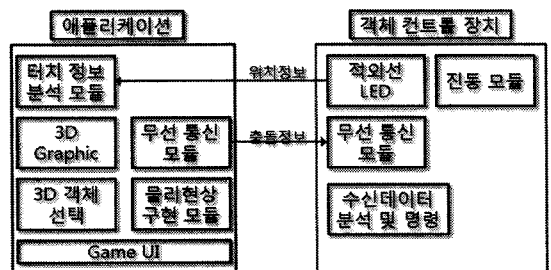 애플리케이션
객체 컨트롤 장치
터치 정보
분석 모듈
위치정보
적외선
LED
진동 모듈
3D
Graphic
무선 통신
모듈
충돌정보
무선 통신
모듈
3D 객체
선택
물리현상
구현 모듈
수신데이터
분석 및 명령
Game UI